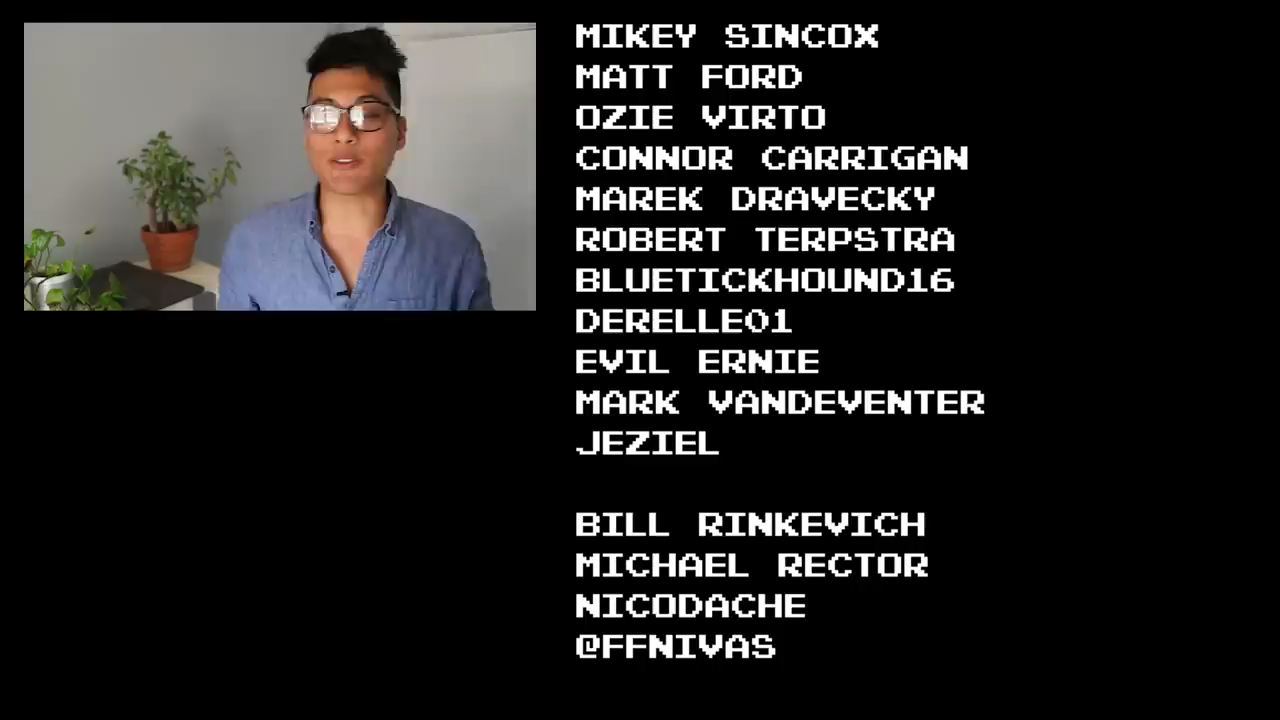 MIKEY SINCOX
MATT FORD
OZIE VIRTO
CONNOR CARRIGAN
MAREK DRAVECKY
ROBERT TERPSTRA
BLUETICKHOUND16
DERELLE01
EVIL ERNIE
MARK VANDEVENTER
JEZIEL
BILL RINKEVICH
MICHAEL RECTOR
NICODACHE
@FFNIVAS